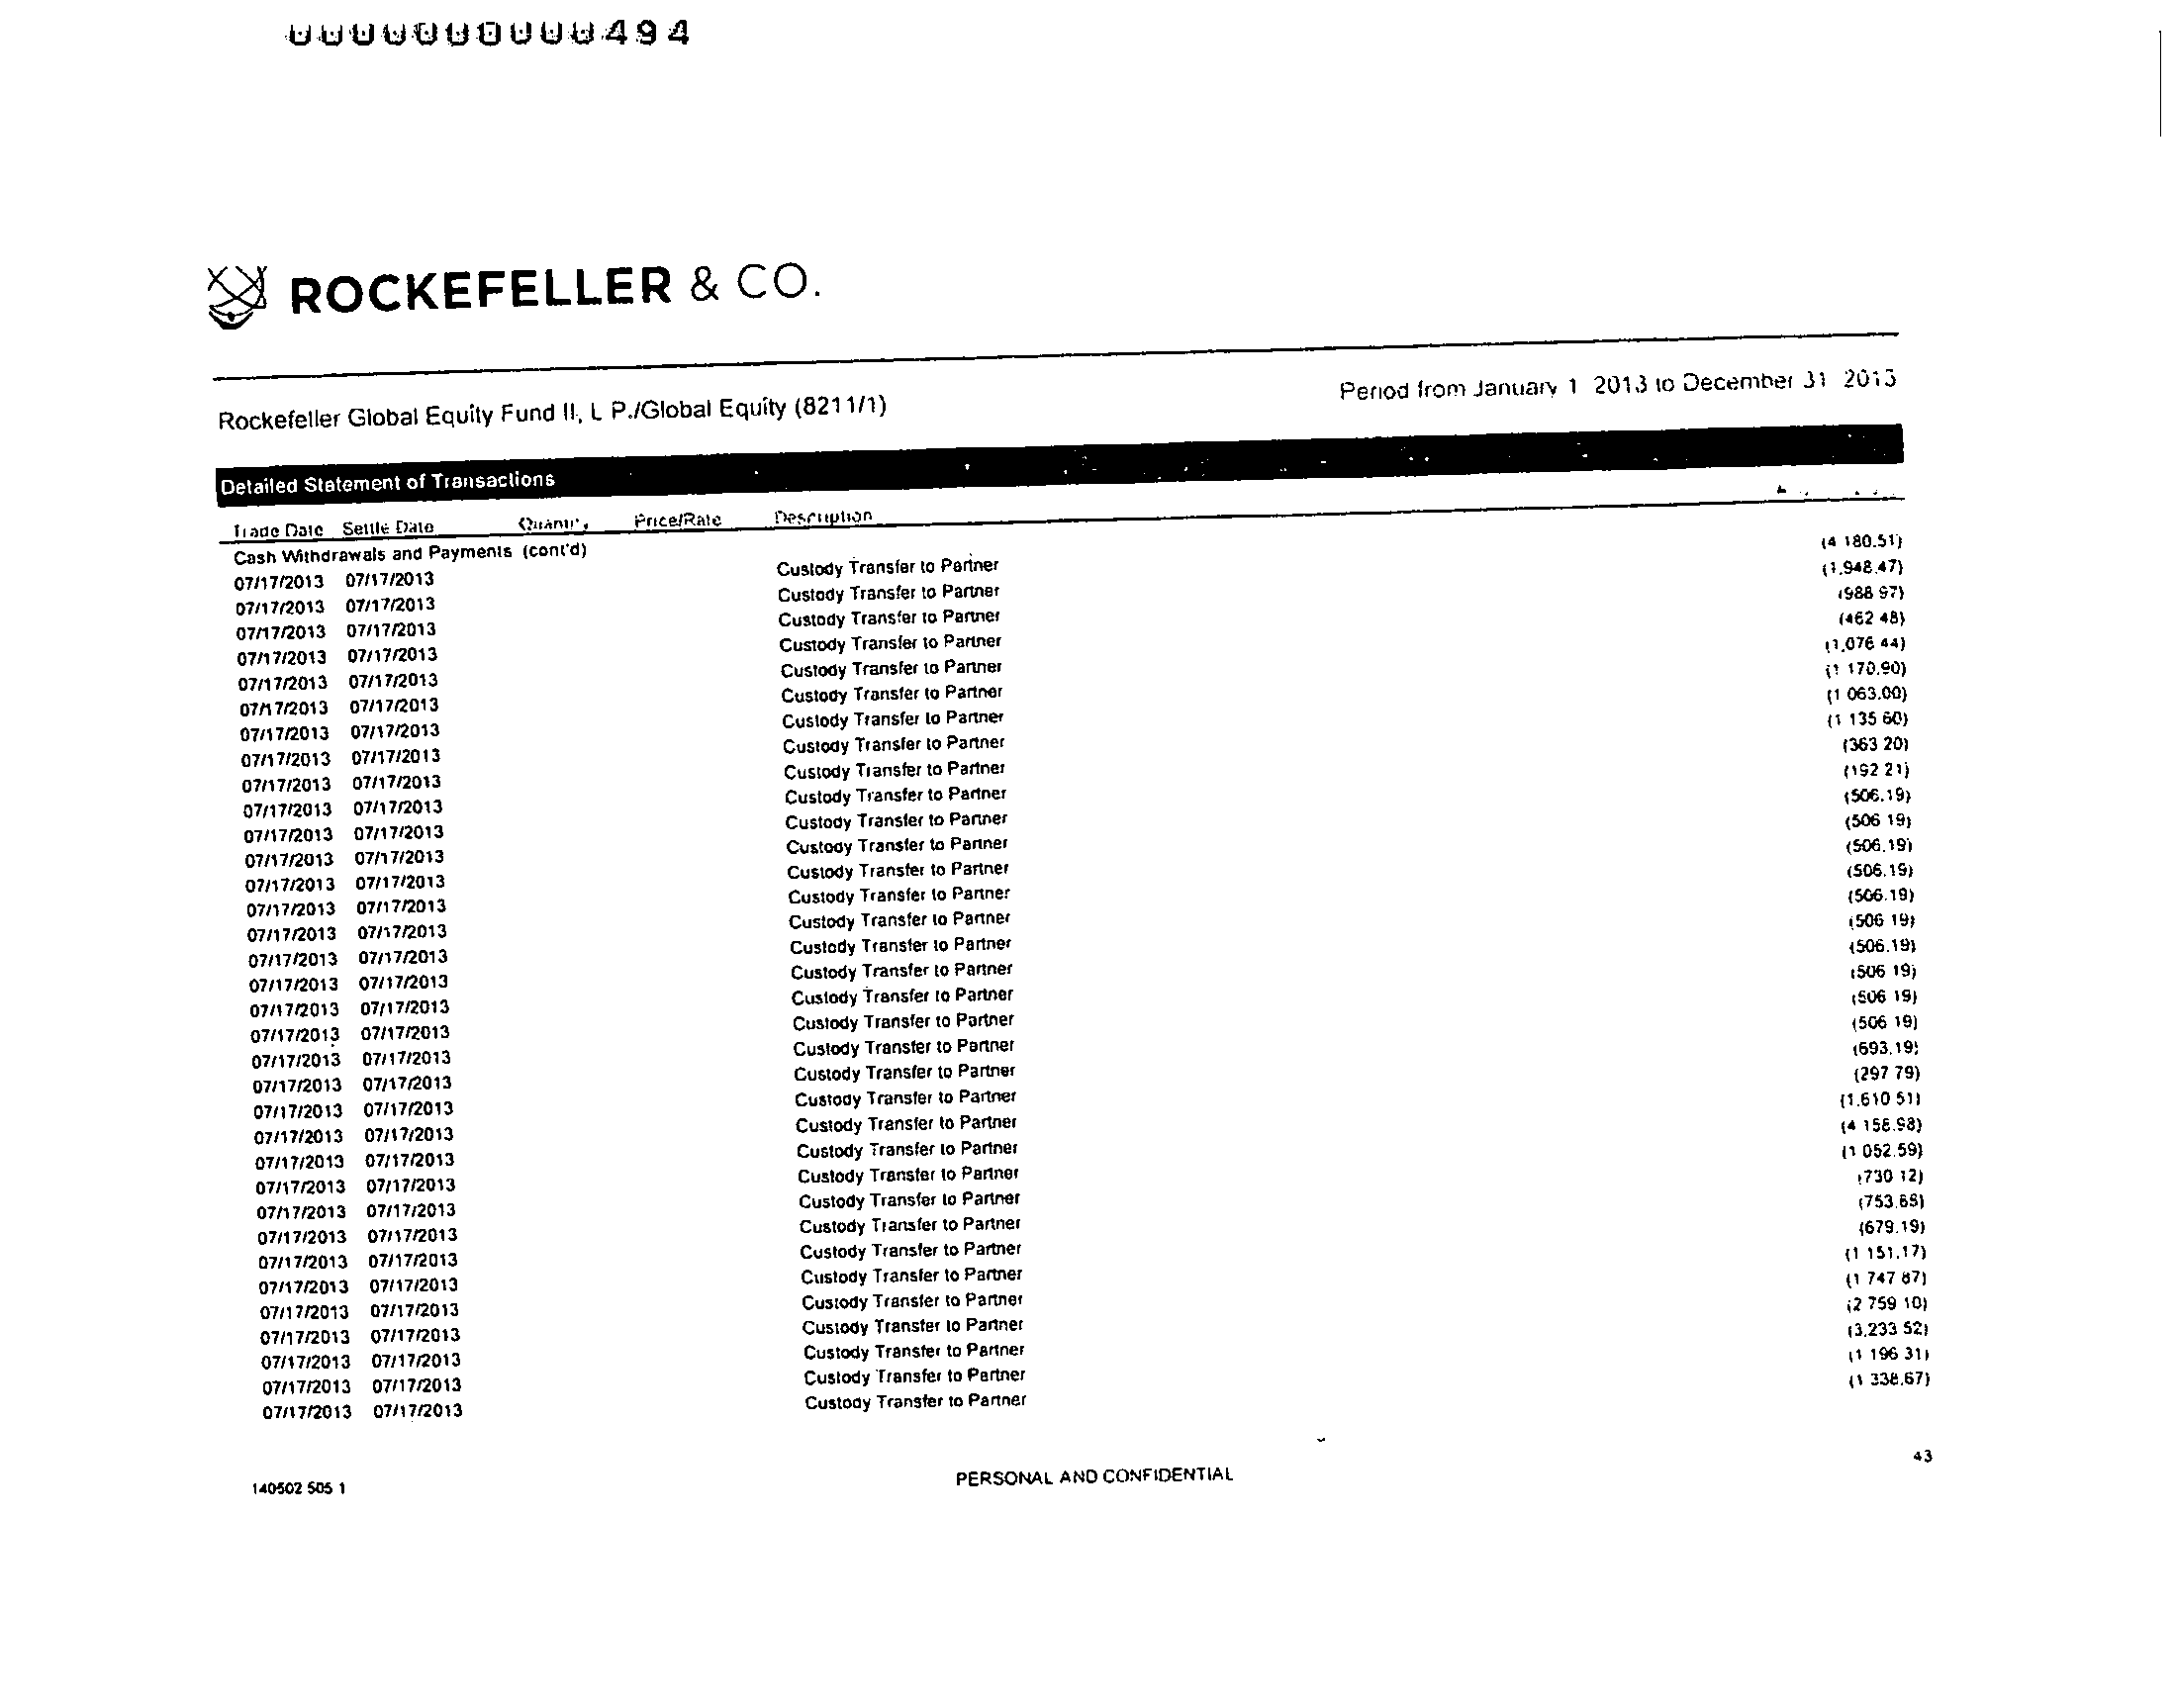 494
ROCKEFELLER & CO.
Rockefeller Global Equity Fund II, L P./Global Equity (8211/1)
Period from January 1 2013 to December 31 2013
Detailed Statement of Transactions
Trade Date Settle Date Quantity Price/Rate Description
Cash Withdrawals and Payments (cont'd)
07/17/2013 07/17/2013 Custody Transfer to Partner (4 180.51)
07/17/2013 07/17/2013 Custody Transfer to Partner (1,948.47)
07/17/2013 07/17/2013 Custody Transfer to Partner (988 97)
07/17/2013 07/17/2013 Custody Transfer to Partner (462 48)
07/17/2013 07/17/2013 Custody Transfer to Partner (1,076 44)
07/17/2013 07/17/2013 Custody Transfer to Partner (1 170.90)
07/17/2013 07/17/2013 Custody Transfer to Partner (1 063.00)
07/17/2013 07/17/2013 Custody Transfer to Partner (1 135 60)
07/17/2013 07/17/2013 Custody Transfer to Partner (363 20)
07/17/2013 07/17/2013 Custody Transfer to Partner (192 21)
07/17/2013 07/17/2013 Custody Transfer to Partner (506.19)
07/17/2013 07/17/2013 Custody Transfer to Partner (506 19)
07/17/2013 07/17/2013 Custody Transfer to Partner (506.19)
07/17/2013 07/17/2013 Custody Transfer to Partner (506.19)
07/17/2013 07/17/2013 Custody Transfer to Partner (506.19)
07/17/2013 07/17/2013 Custody Transfer to Partner (506 19)
07/17/2013 07/17/2013 Custody Transfer to Partner (506.19)
07/17/2013 07/17/2013 Custody Transfer to Partner (506 19)
07/17/2013 07/17/2013 Custody Transfer to Partner (506 19)
07/17/2013 07/17/2013 Custody Transfer to Partner (506 19)
07/17/2013 07/17/2013 Custody Transfer to Partner (693.19)
07/17/2013 07/17/2013 Custody Transfer to Partner (297 79)
07/17/2013 07/17/2013 Custody Transfer to Partner (1,610 51)
07/17/2013 07/17/2013 Custody Transfer to Partner (4 156.98)
07/17/2013 07/17/2013 Custody Transfer to Partner (1 052.59)
07/17/2013 07/17/2013 Custody Transfer to Partner (730 12)
07/17/2013 07/17/2013 Custody Transfer to Partner (753.65)
07/17/2013 07/17/2013 Custody Transfer to Partner (679.19)
07/17/2013 07/17/2013 Custody Transfer to Partner (1 151.17)
07/17/2013 07/17/2013 Custody Transfer to Partner (1 747 87)
07/17/2013 07/17/2013 Custody Transfer to Partner (2 759 10)
07/17/2013 07/17/2013 Custody Transfer to Partner (3,233 52)
07/17/2013 07/17/2013 Custody Transfer to Partner (1 196 31)
07/17/2013 07/17/2013 Custody Transfer to Partner (1 338.67)
140502 505 1
PERSONAL AND CONFIDENTIAL
43